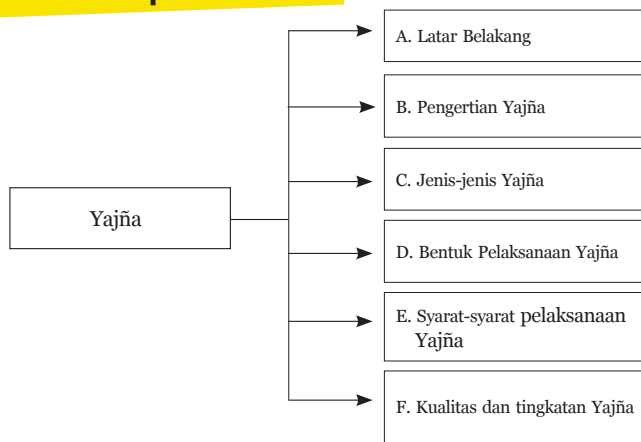 Yajña
A. Latar Belakang
B. Pengertian Yajña
C. Jenis-jenis Yajña
D. Bentuk Pelaksanaan Yajña
E. Syarat-syarat pelaksanaan
Yajña
F. Kualitas dan tingkatan Yajña